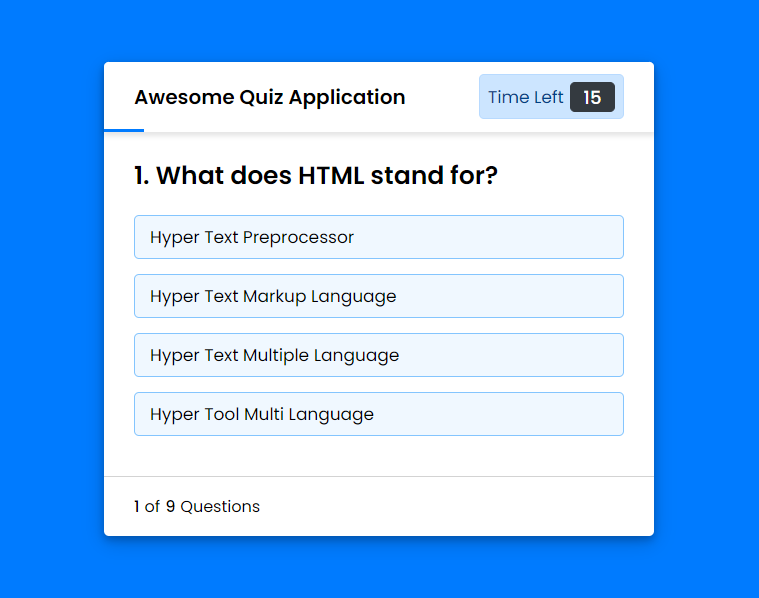 Awesome Quiz Application
Time Left 15
1. What does HTML stand for?
Hyper Text Preprocessor
Hyper Text Markup Language
Hyper Text Multiple Language
Hyper Tool Multi Language
1 of 9 Questions